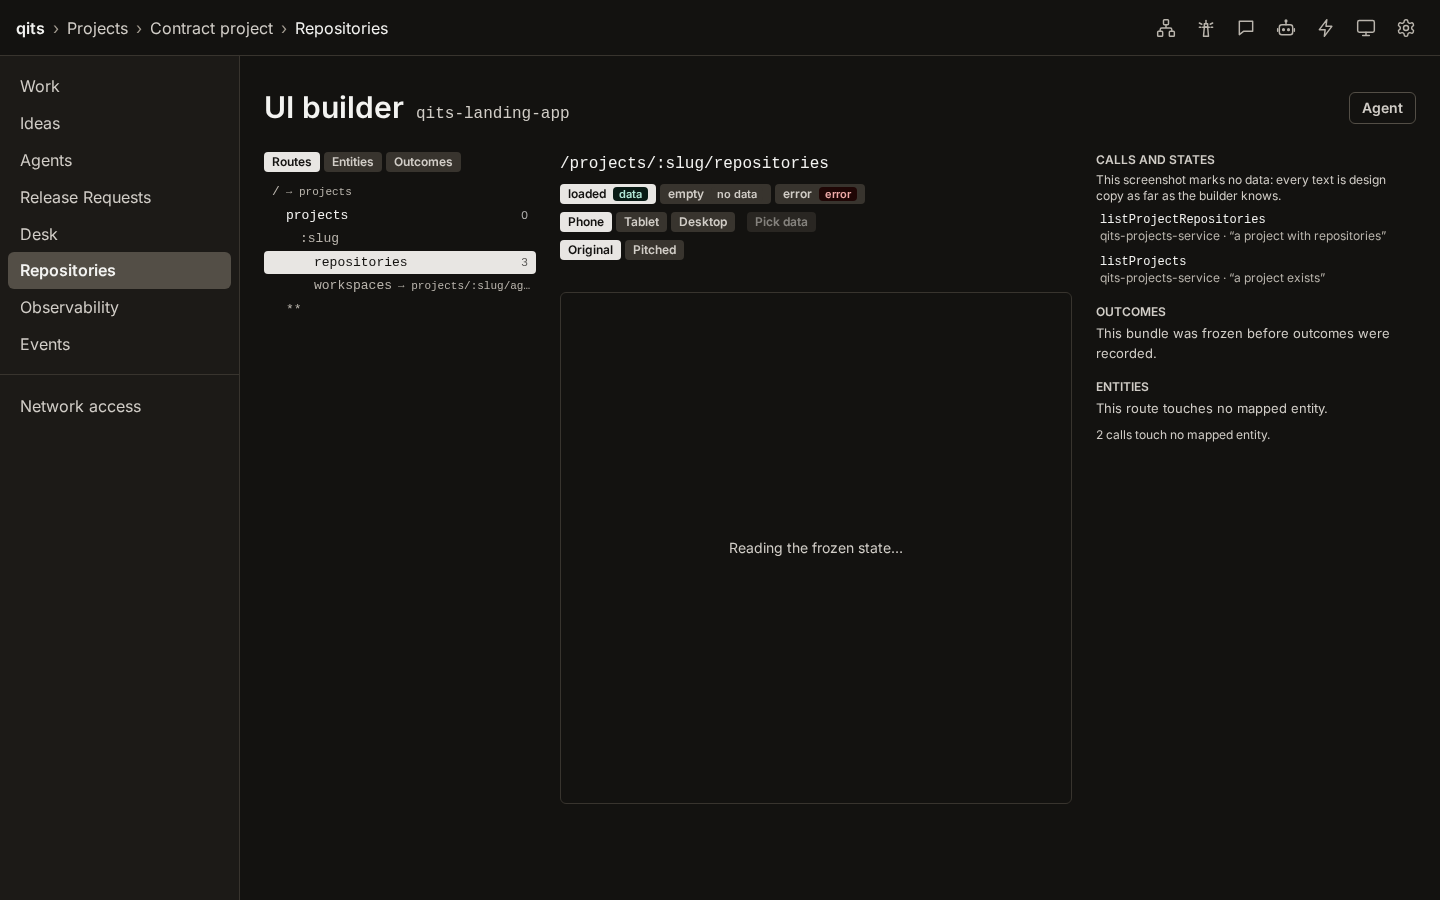 qits › Projects › Contract project › Repositories
Work
Ideas
Agents
Release Requests
Desk
Repositories
Observability
Events
Network access
UI builder qits-landing-app
Agent
Routes Entities Outcomes
/ → projects
projects 0
:slug
repositories 3
workspaces → projects/:slug/ag…
**
/projects/:slug/repositories
loaded data empty no data error error
Phone Tablet Desktop Pick data
Original Pitched
Reading the frozen state…
CALLS AND STATES
This screenshot marks no data: every text is design
copy as far as the builder knows.
listProjectRepositories
qits-projects-service · “a project with repositories”
listProjects
qits-projects-service · “a project exists”
OUTCOMES
This bundle was frozen before outcomes were
recorded.
ENTITIES
This route touches no mapped entity.
2 calls touch no mapped entity.